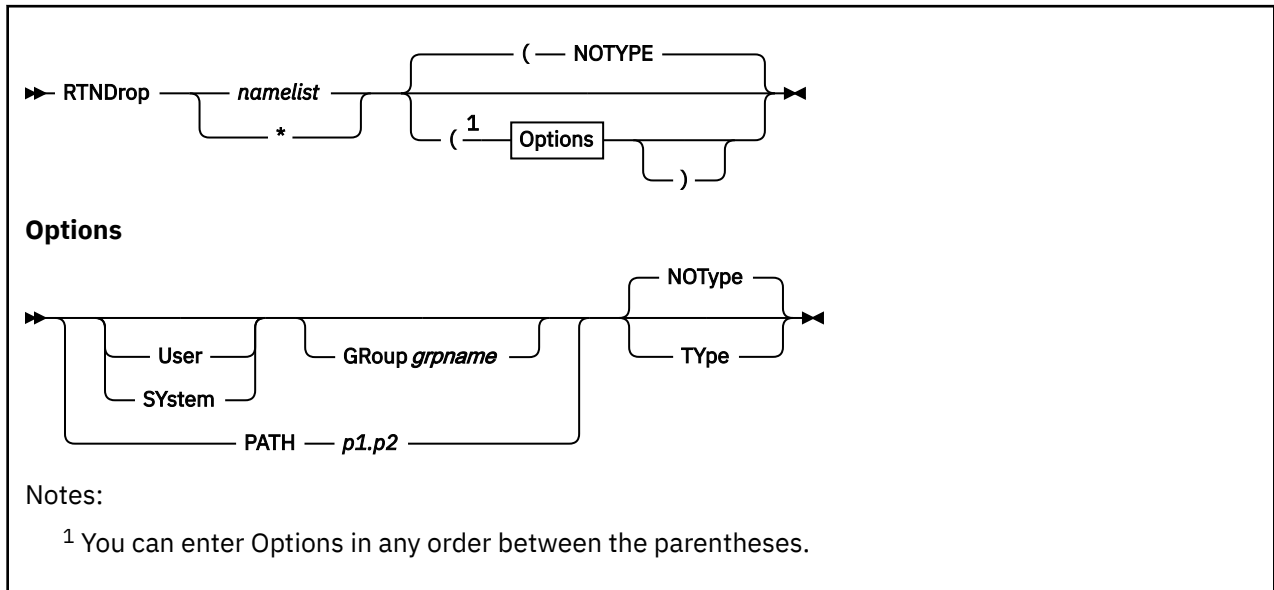 ( NOTYPE
RTNDrop namelist
*
( 1 Options
)
Options
NOType
User GRoup grpname TYpe
SYstem
PATH p1.p2
Notes:
1 You can enter Options in any order between the parentheses.